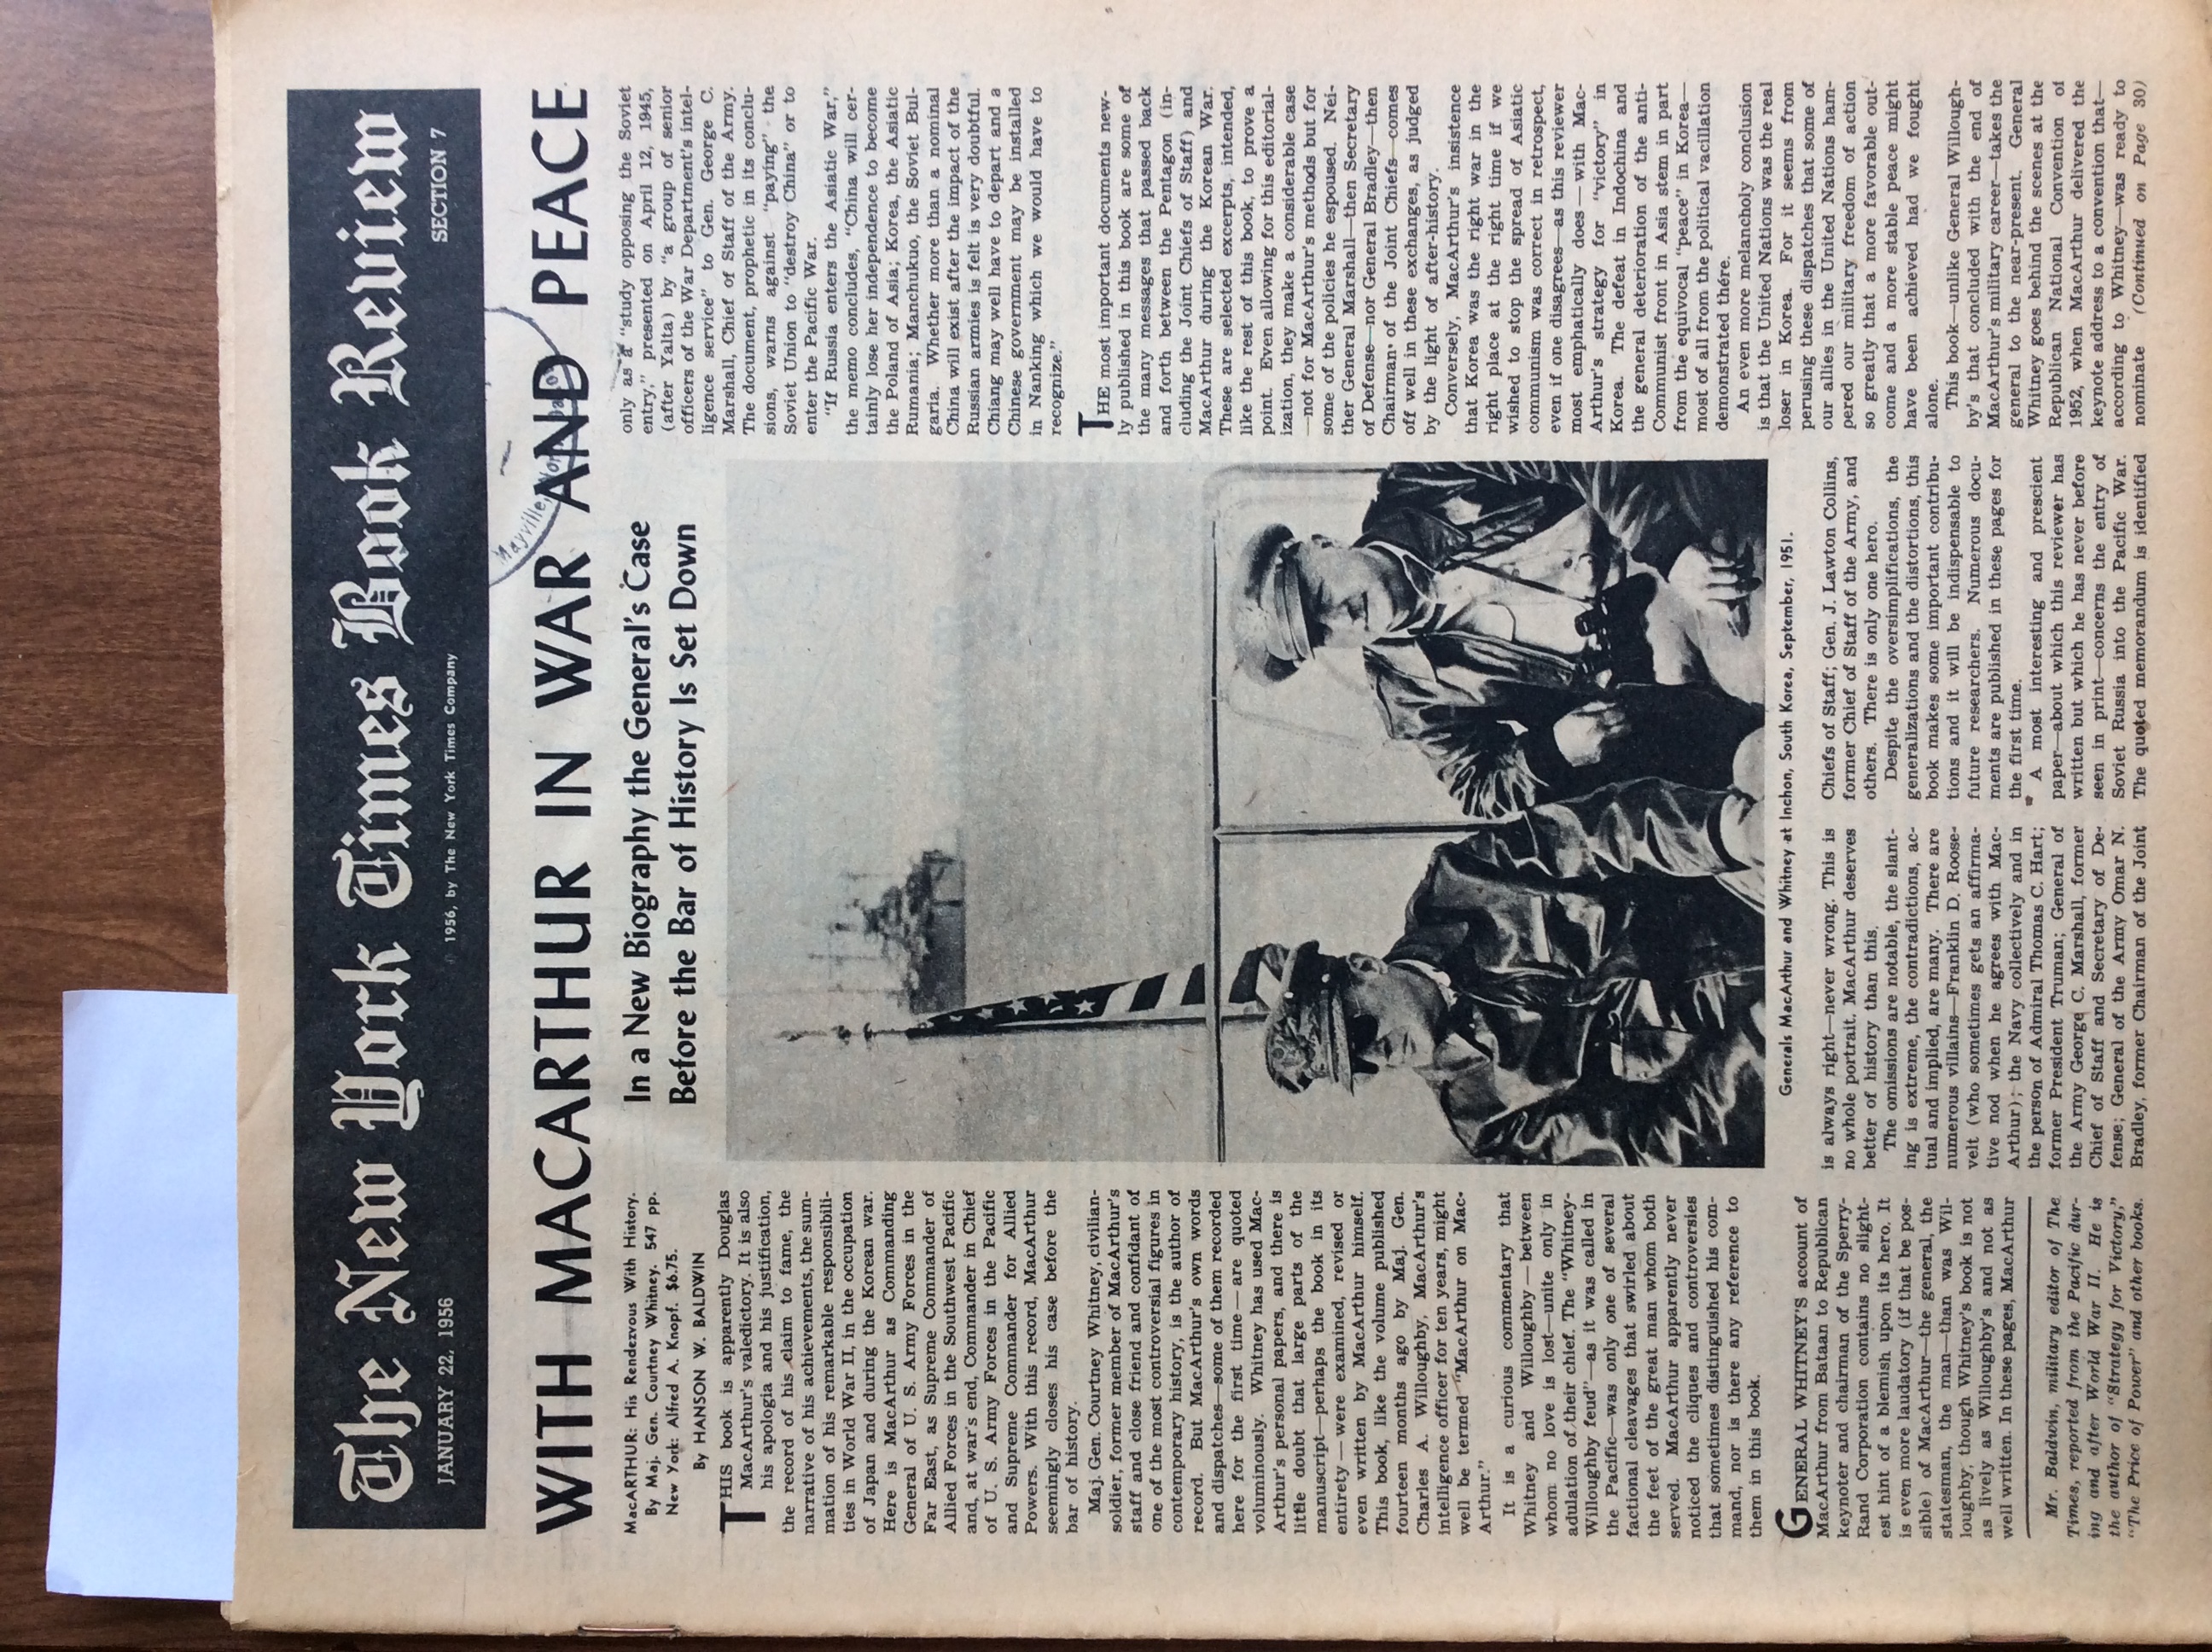 The New York Times Book Review
JANUARY 22, 1956
© 1956, by The New York Times Company
SECTION 7
Mayville, Nor
WITH MACARTHUR IN WAR AND PEACE
MacARTHUR: His Rendezvous With History.
By Maj. Gen. Courtney Whitney. 547 pp.
New York: Alfred A. Knopf. $6.75.
By HANSON W. BALDWIN
THIS book is apparently Douglas
MacArthur's valedictory. It is also
his apologia and his justification,
the record of his claim to fame, the
narrative of his achievements, the sum-
mation of his remarkable responsibili-
ties in World War II, in the occupation
of Japan and during the Korean war.
Here is MacArthur as Commanding
General of U. S. Army Forces in the
Far East, as Supreme Commander of
Allied Forces in the Southwest Pacific
and, at war's end, Commander in Chief
of U. S. Army Forces in the Pacific
and Supreme Commander for Allied
Powers. With this record, MacArthur
seemingly closes his case before the
bar of history.
Maj. Gen. Courtney Whitney, civilian-
soldier, former member of MacArthur's
staff and close friend and confidant of
one of the most controversial figures in
contemporary history, is the author of
record. But MacArthur's own words
and dispatches—some of them recorded
here for the first time—are quoted
voluminously. Whitney has used Mac-
Arthur's personal papers, and there is
little doubt that large parts of the
manuscript—perhaps the book in its
entirety—were examined, revised or
even written by MacArthur himself.
This book, like the volume published
fourteen months ago by Maj. Gen.
Charles A. Willoughby, MacArthur's
intelligence officer for ten years, might
well be termed "MacArthur on Mac-
Arthur."
It is a curious commentary that
Whitney and Willoughby—between
whom no love is lost—unite only in
adulation of their chief. The "Whitney-
Willoughby feud"—as it was called in
the Pacific—was only one of several
factional cleavages that swirled about
the feet of the great man whom both
served. MacArthur apparently never
noticed the cliques and controversies
that sometimes distinguished his com-
mand, nor is there any reference to
them in this book.
GENERAL WHITNEY'S account of
MacArthur from Bataan to Republican
keynoter and chairman of the Sperry-
Rand Corporation contains no slight-
est hint of a blemish upon its hero. It
is even more laudatory (if that be pos-
sible) of MacArthur—the general, the
statesman, the man—than was Wil-
loughby, though Whitney's book is not
as lively as Willoughby's and not as
well written. In these pages, MacArthur
Mr. Baldwin, military editor of The
Times, reported from the Pacific dur-
ing and after World War II. He is
the author of "Strategy for Victory,"
"The Price of Power" and other books.
In a New Biography the General's Case
Before the Bar of History Is Set Down
Generals MacArthur and Whitney at Inchon, South Korea, September, 1951.
is always right—never wrong. This is
no whole portrait. MacArthur deserves
better of history than this.
The omissions are notable, the slant-
ing is extreme, the contradictions, ac-
tual and implied, are many. There are
numerous villains—Franklin D. Roose-
velt (who sometimes gets an affirma-
tive nod when he agrees with Mac-
Arthur); the Navy collectively and in
the person of Admiral Thomas C. Hart;
former President Truman; General of
the Army George C. Marshall, former
Chief of Staff and Secretary of De-
fense; General of the Army Omar N.
Bradley, former Chairman of the Joint
Chiefs of Staff; Gen. J. Lawton Collins,
former Chief of Staff of the Army, and
others. There is only one hero.
Despite the oversimplifications, the
generalizations and the distortions, this
book makes some important contribu-
tions and it will be indispensable to
future researchers. Numerous docu-
ments are published in these pages for
the first time.
A most interesting and prescient
paper—about which this reviewer has
written but which he has never before
seen in print—concerns the entry of
Soviet Russia into the Pacific War.
The quoted memorandum is identified
only as a "study opposing the Soviet
entry," presented on April 12, 1945,
(after Yalta) by "a group of senior
officers of the War Department's intel-
ligence service" to Gen. George C.
Marshall, Chief of Staff of the Army.
The document, prophetic in its conclu-
sions, warns against "paying" the
Soviet Union to "destroy China" or to
enter the Pacific War.
"If Russia enters the Asiatic War,"
the memo concludes, "China will cer-
tainly lose her independence to become
the Poland of Asia; Korea, the Asiatic
Rumania; Manchukuo, the Soviet Bul-
garia. Whether more than a nominal
China will exist after the impact of the
Russian armies is felt is very doubtful.
Chiang may well have to depart and a
Chinese government may be installed
in Nanking which we would have to
recognize."
THE most important documents new-
ly published in this book are some of
the many messages that passed back
and forth between the Pentagon (in-
cluding the Joint Chiefs of Staff) and
MacArthur during the Korean War.
These are selected excerpts, intended,
like the rest of this book, to prove a
point. Even allowing for this editorial-
ization, they make a considerable case
—not for MacArthur's methods but for
some of the policies he espoused. Nei-
ther General Marshall—then Secretary
of Defense—nor General Bradley—then
Chairman of the Joint Chiefs—comes
off well in these exchanges, as judged
by the light of after-history.
Conversely, MacArthur's insistence
that Korea was the right war in the
right place at the right time if we
wished to stop the spread of Asiatic
communism was correct in retrospect,
even if one disagrees—as this reviewer
most emphatically does—with Mac-
Arthur's strategy for "victory" in
Korea. The defeat in Indochina and
the general deterioration of the anti-
Communist front in Asia stem in part
from the equivocal "peace" in Korea—
most of all from the political vacillation
demonstrated there.
An even more melancholy conclusion
is that the United Nations was the real
loser in Korea. For it seems from
perusing these dispatches that some of
our allies in the United Nations ham-
pered our military freedom of action
so greatly that a more favorable out-
come and a more stable peace might
have been achieved had we fought
alone.
This book—unlike General Willough-
by's that concluded with the end of
MacArthur's military career—takes the
general to the near-present. General
Whitney goes behind the scenes at the
Republican National Convention of
1952, when MacArthur delivered the
keynote address to a convention that—
according to Whitney—was ready to
nominate (Continued on Page 30)